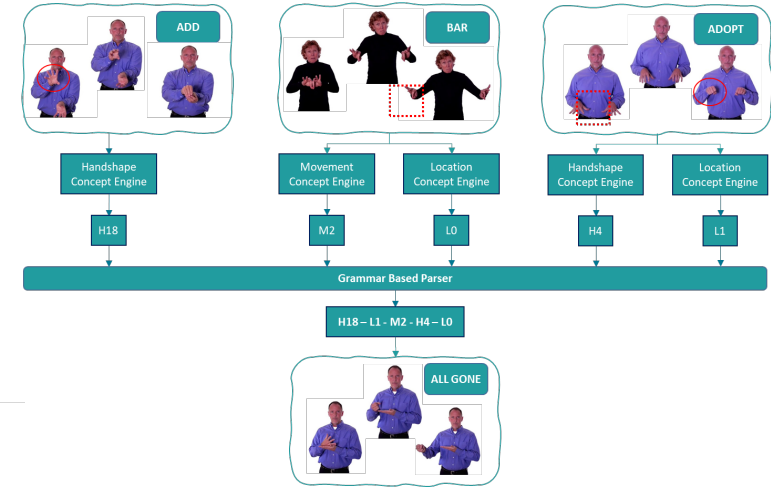 ADD
BAR
ADOPT
Handshape
Concept Engine
Movement
Concept Engine
Location
Concept Engine
Handshape
Concept Engine
Location
Concept Engine
H18
M2
L0
H4
L1
Grammar Based Parser
H18 – L1 - M2 - H4 – L0
ALL GONE